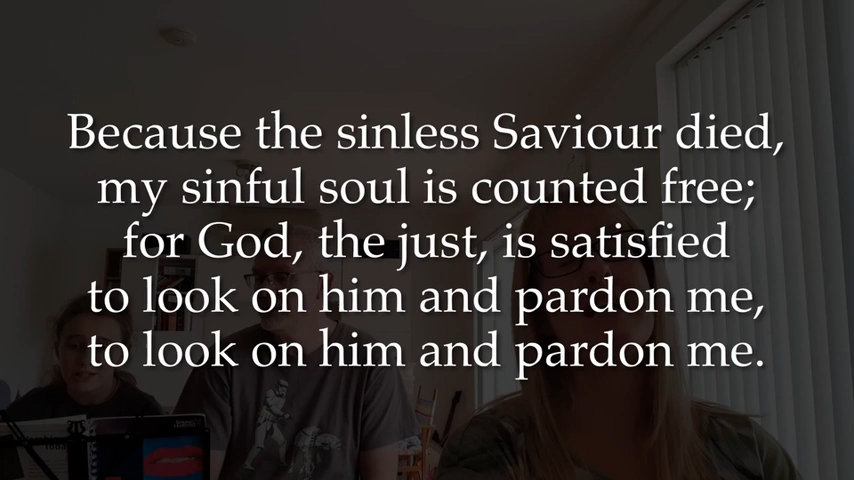 Because the sinless Saviour died,
my sinful soul is counted free;
for God, the just, is satisfied
to look on him and pardon me,
to look on him and pardon me.